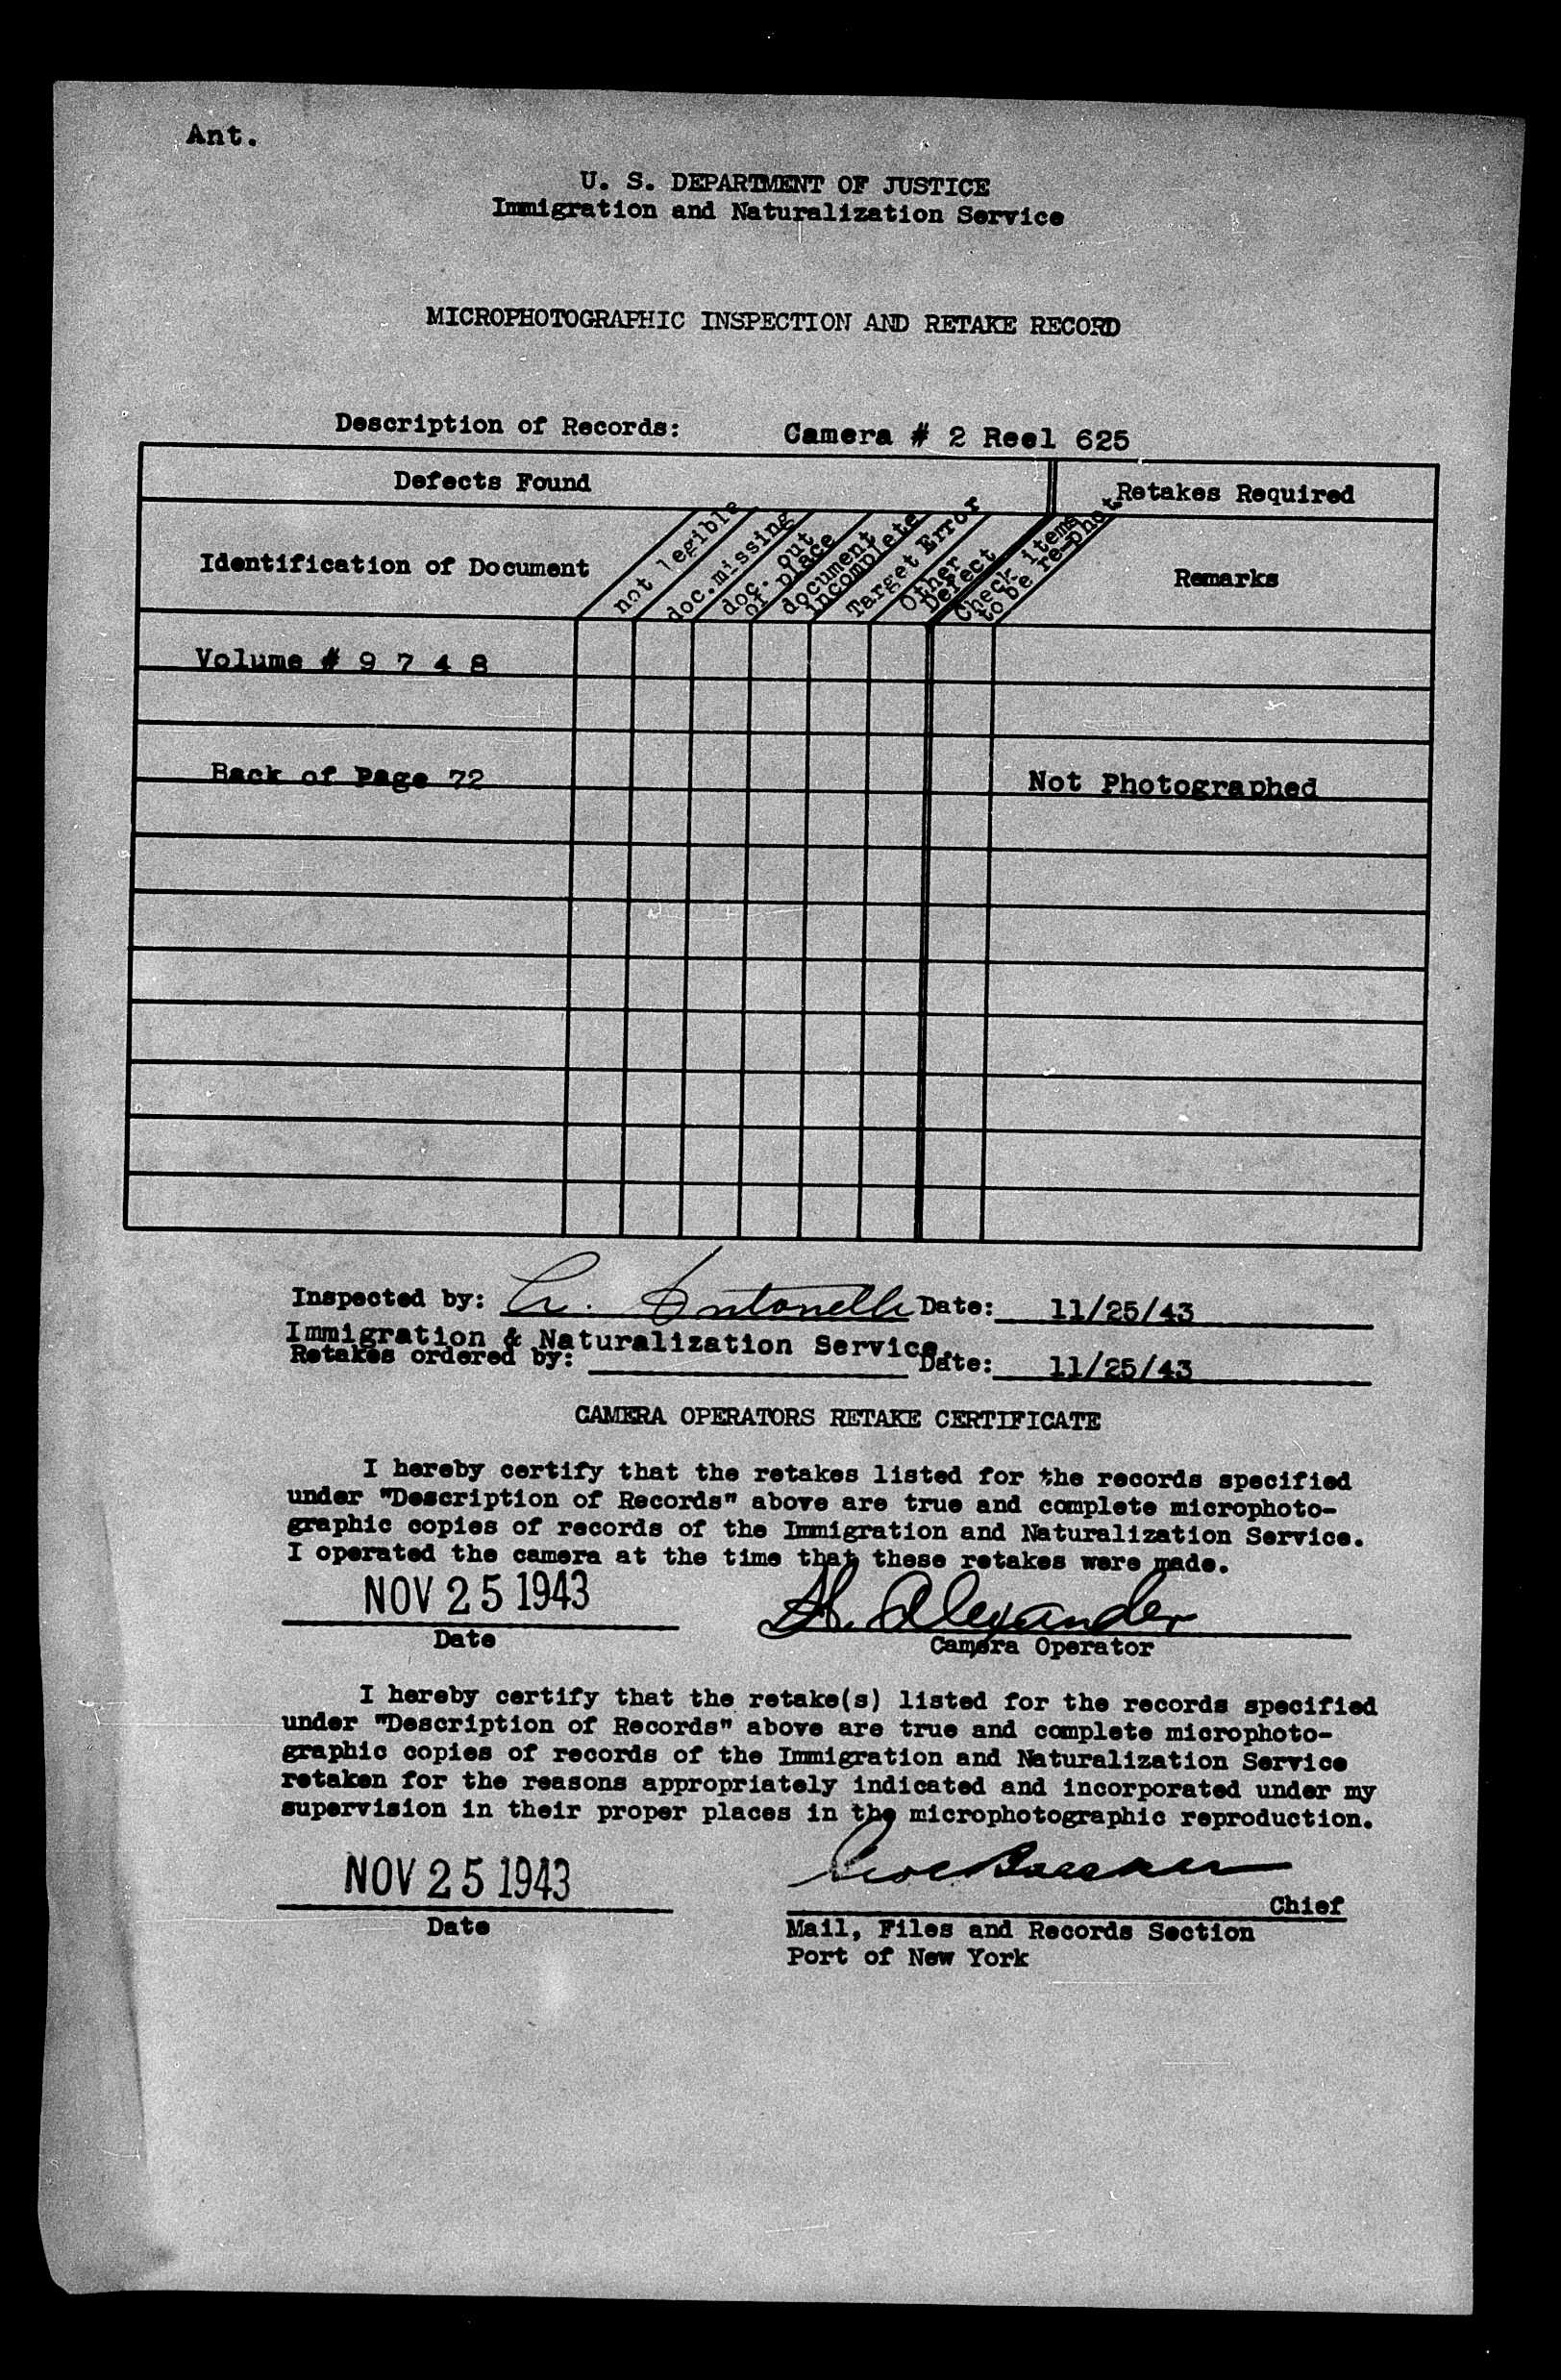 Ant.
U. S. DEPARTMENT OF JUSTICE
Immigration and Naturalization Service
MICROPHOTOGRAPHIC INSPECTION AND RETAKE RECORD
Description of Records: Camera # 2 Reel 625
Defects Found
Retakes Required
Identification of Document
not legible
doc.missing
doc. out
of place
document
incomplete
Target Error
Other
Defect
Check items
to be re-phot
Remarks
Volume # 9 7 4 8
Back of Page 72 Not Photographed
Inspected by: Antonelli Date: 11/25/43
Immigration & Naturalization Service.
Retakes ordered by: Date: 11/25/43
CAMERA OPERATORS RETAKE CERTIFICATE
I hereby certify that the retakes listed for the records specified
under "Description of Records" above are true and complete microphoto-
graphic copies of records of the Immigration and Naturalization Service.
I operated the camera at the time that these retakes were made.
NOV 25 1943 Alexander
Date Camera Operator
I hereby certify that the retake(s) listed for the records specified
under "Description of Records" above are true and complete microphoto-
graphic copies of records of the Immigration and Naturalization Service
retaken for the reasons appropriately indicated and incorporated under my
supervision in their proper places in the microphotographic reproduction.
NOV 25 1943
Chief
Date Mail, Files and Records Section
Port of New York